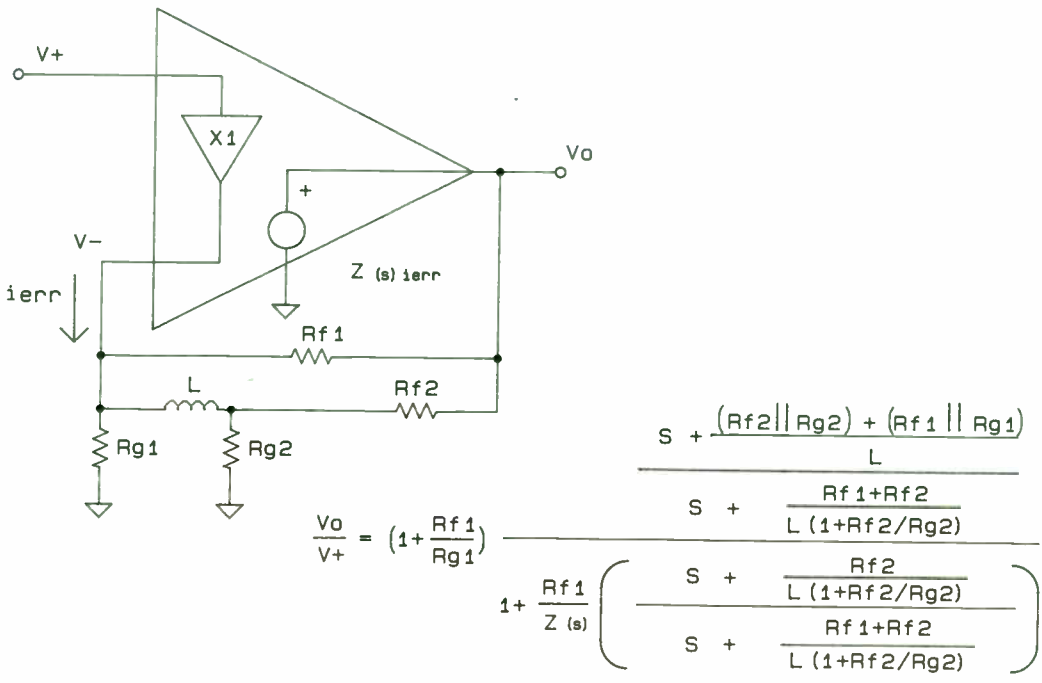 V+
X1
Vo
+
V-
Z (s) ierr
ierr
Rf1
L
Rf2
Rg1
Rg2
Vo/V+ = (1+ Rf1/Rg1)
S + (Rf2||Rg2) + (Rf1 || Rg1)
L
S + Rf1+Rf2
L (1+Rf2/Rg2)
1+ Rf1/Z (s)
S + Rf2
L (1+Rf2/Rg2)
S + Rf1+Rf2
L (1+Rf2/Rg2)